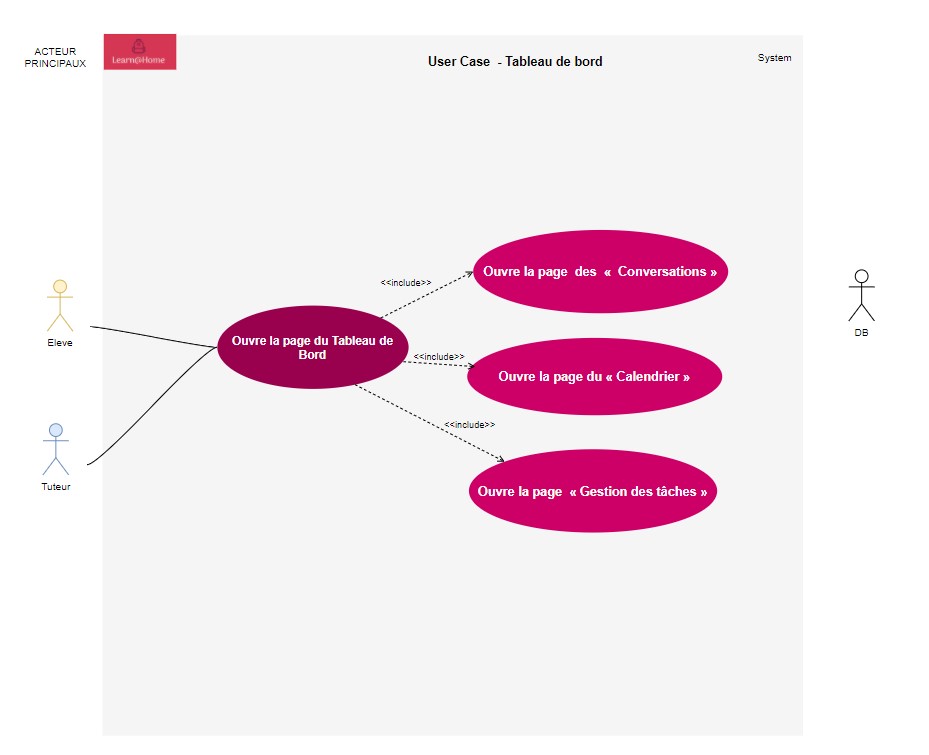 ACTEUR
PRINCIPAUX
Learn@Home
User Case - Tableau de bord
System
Ouvre la page des « Conversations »
<<include>>
Eleve
Ouvre la page du Tableau de
Bord
<<include>>
Ouvre la page du « Calendrier »
DB
<<include>>
Tuteur
Ouvre la page « Gestion des tâches »